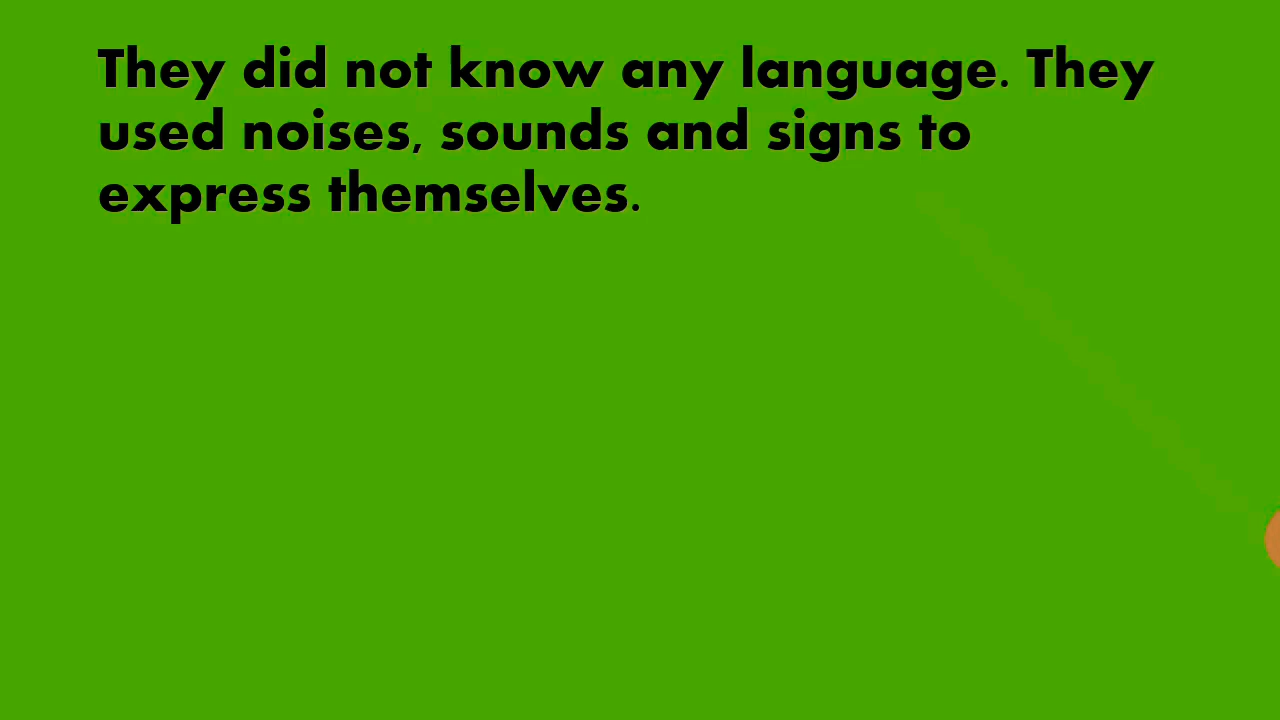 They did not know any language. They
used noises, sounds and signs to
express themselves.